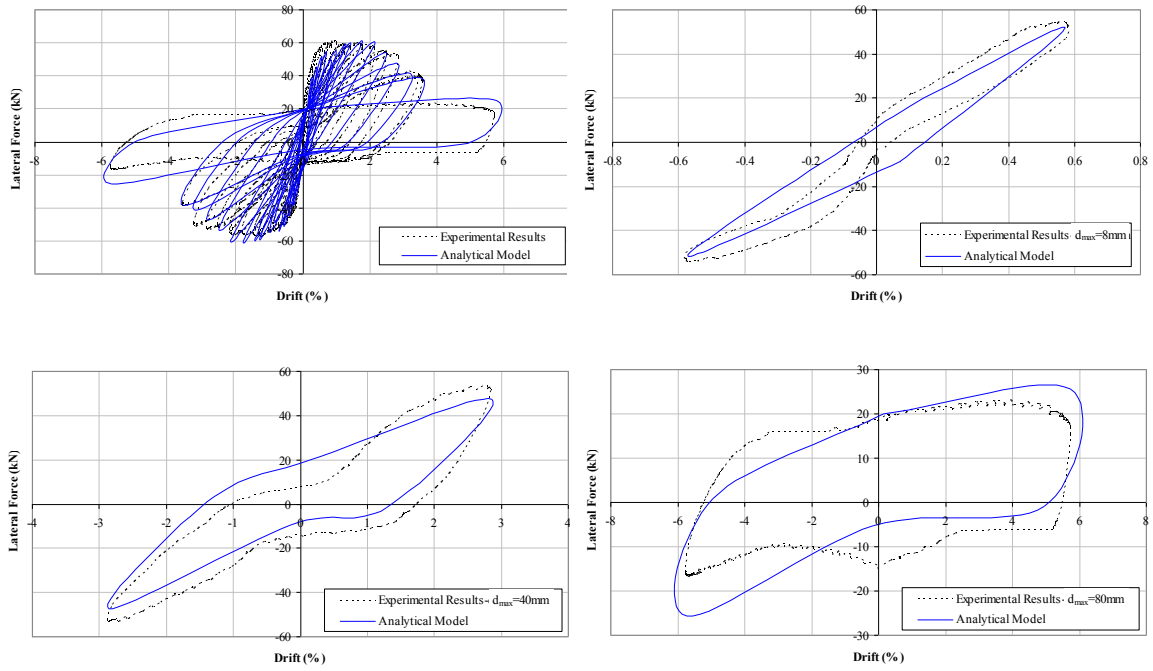 80
60
40
20
0
-20
-40
-60
-80
-8 -6 -4 -2 0 2 4 6
Lateral Force (kN)
Drift (%)
Experimental Results
Analytical Model
60
40
20
0
-20
-40
-60
-0.8 -0.6 -0.4 -0.2 0 0.2 0.4 0.6 0.8
Lateral Force (kN)
Drift (%)
Experimental Results- dmax=8mm
Analytical Model
60
40
20
0
-20
-40
-60
-4 -3 -2 -1 0 1 2 3 4
Lateral Force (kN)
Drift (%)
Experimental Results- dmax=40mm
Analytical Model
30
20
10
0
-10
-20
-30
-8 -6 -4 -2 0 2 4 6 8
Lateral Force (kN)
Drift (%)
Experimental Results- dmax=80mm
Analytical Model